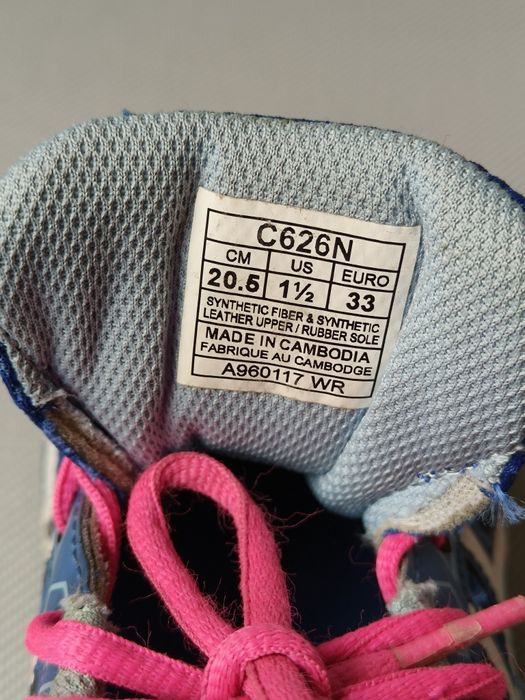 C626N
CM US EURO
20.5 1½ 33
SYNTHETIC FIBER & SYNTHETIC
LEATHER UPPER / RUBBER SOLE
MADE IN CAMBODIA
FABRIQUE AU CAMBODGE
A960117 WR